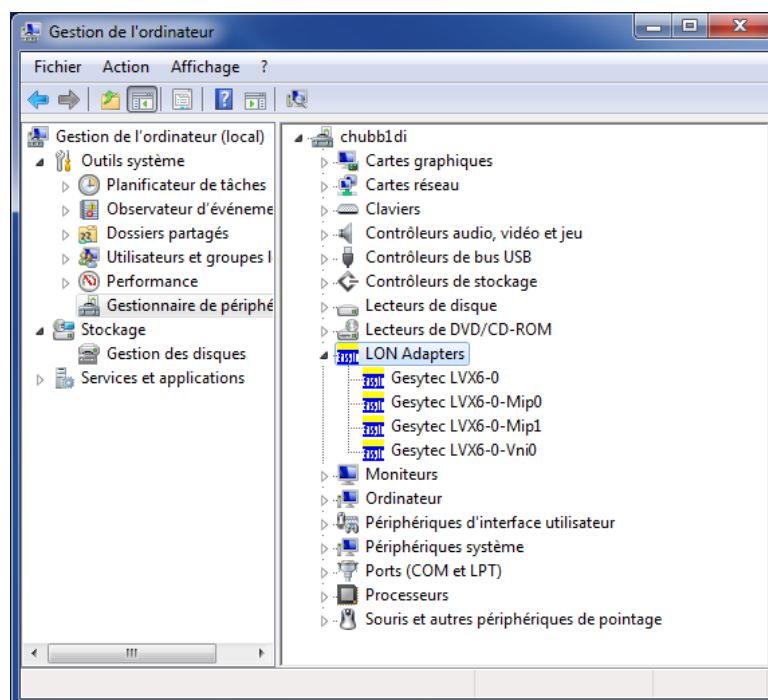 Gestion de l'ordinateur
Fichier Action Affichage ?
Gestion de l'ordinateur (local)
Outils système
Planificateur de tâches
Observateur d'événeme
Dossiers partagés
Utilisateurs et groupes l
Performance
Gestionnaire de périphé
Stockage
Gestion des disques
Services et applications
chubb1di
Cartes graphiques
Cartes réseau
Claviers
Contrôleurs audio, vidéo et jeu
Contrôleurs de bus USB
Contrôleurs de stockage
Lecteurs de disque
Lecteurs de DVD/CD-ROM
LON Adapters
Gesytec LVX6-0
Gesytec LVX6-0-Mip0
Gesytec LVX6-0-Mip1
Gesytec LVX6-0-Vni0
Moniteurs
Ordinateur
Périphériques d'interface utilisateur
Périphériques système
Ports (COM et LPT)
Processeurs
Souris et autres périphériques de pointage